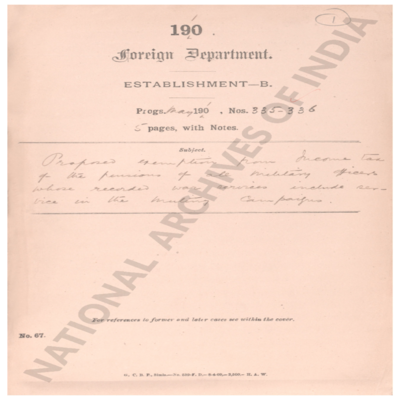 1
190
Foreign Department.
ESTABLISHMENT—B.
Progs. May 190 , Nos. 335-336
5 pages, with Notes.
Subject.
Proposed exemption from Income tax
of the pensions of all Military officers
whose recorded war services include ser-
vice in the Mutiny Campaigns.
For references to former and later cases see within the cover.
No. 67.
NATIONAL ARCHIVES OF INDIA